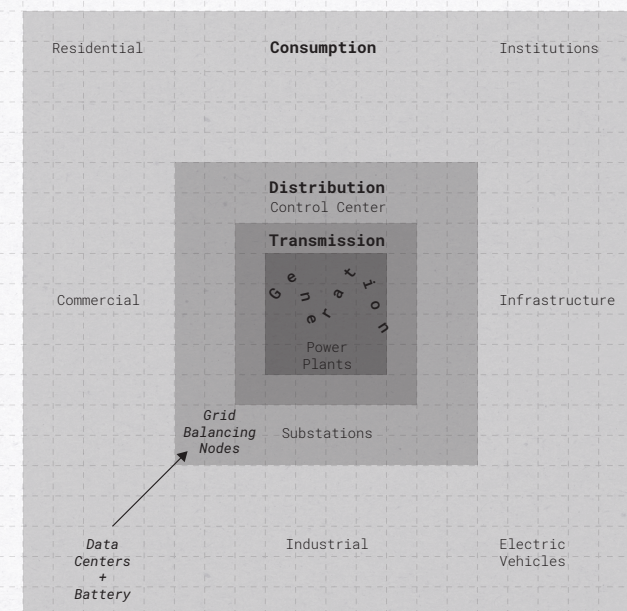 Residential
Consumption
Institutions
Distribution
Control Center
Transmission
Generation
Commercial
Infrastructure
Power
Plants
Grid
Balancing
Nodes
Substations
Data
Centers
+
Battery
Industrial
Electric
Vehicles